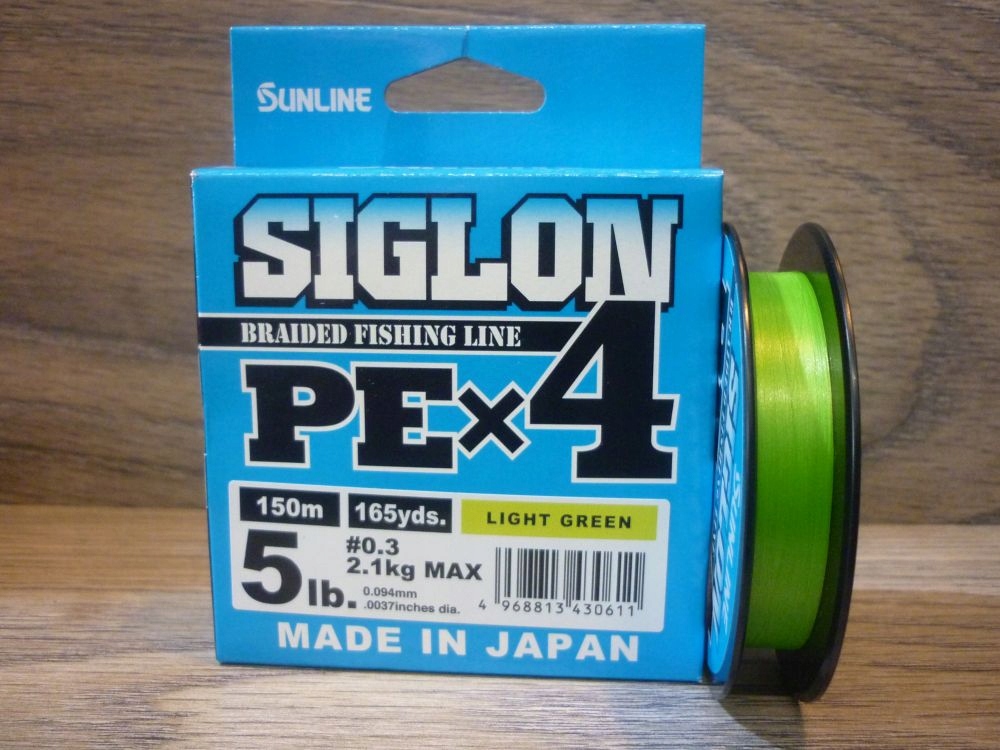 SUNLINE
SIGLON
BRAIDED FISHING LINE
PE×4
150m 165yds. LIGHT GREEN
5lb. #0.3
2.1kg MAX
0.094mm
.0037inches dia.
4 968813 430611
MADE IN JAPAN